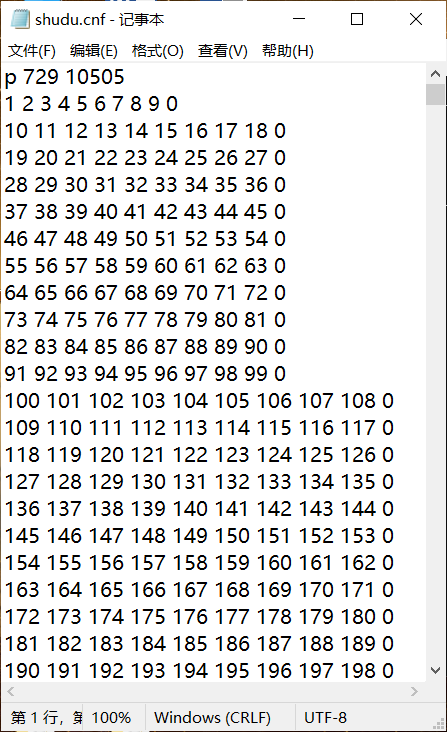 shudu.cnf - 记事本
文件(F) 编辑(E) 格式(O) 查看(V) 帮助(H)
p 729 10505
1 2 3 4 5 6 7 8 9 0
10 11 12 13 14 15 16 17 18 0
19 20 21 22 23 24 25 26 27 0
28 29 30 31 32 33 34 35 36 0
37 38 39 40 41 42 43 44 45 0
46 47 48 49 50 51 52 53 54 0
55 56 57 58 59 60 61 62 63 0
64 65 66 67 68 69 70 71 72 0
73 74 75 76 77 78 79 80 81 0
82 83 84 85 86 87 88 89 90 0
91 92 93 94 95 96 97 98 99 0
100 101 102 103 104 105 106 107 108 0
109 110 111 112 113 114 115 116 117 0
118 119 120 121 122 123 124 125 126 0
127 128 129 130 131 132 133 134 135 0
136 137 138 139 140 141 142 143 144 0
145 146 147 148 149 150 151 152 153 0
154 155 156 157 158 159 160 161 162 0
163 164 165 166 167 168 169 170 171 0
172 173 174 175 176 177 178 179 180 0
181 182 183 184 185 186 187 188 189 0
190 191 192 193 194 195 196 197 198 0
第 1 行，第 100% Windows (CRLF) UTF-8